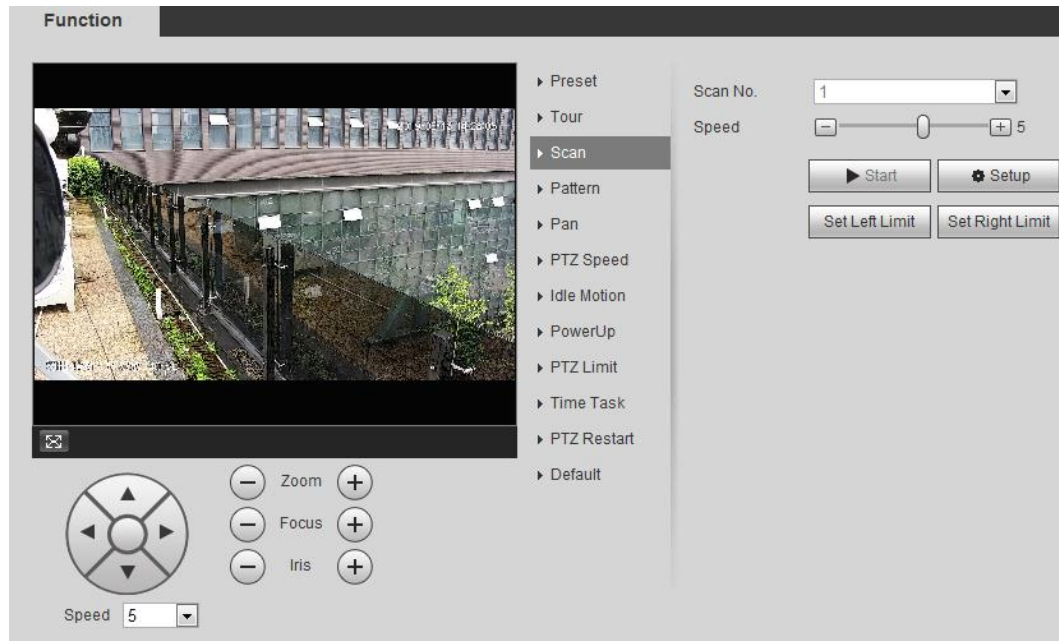 Function
Preset
Tour
Scan
Pattern
Pan
PTZ Speed
Idle Motion
PowerUp
PTZ Limit
Time Task
PTZ Restart
Default
Scan No. 1
Speed 5
Start Setup
Set Left Limit Set Right Limit
Zoom
Focus
Iris
Speed 5